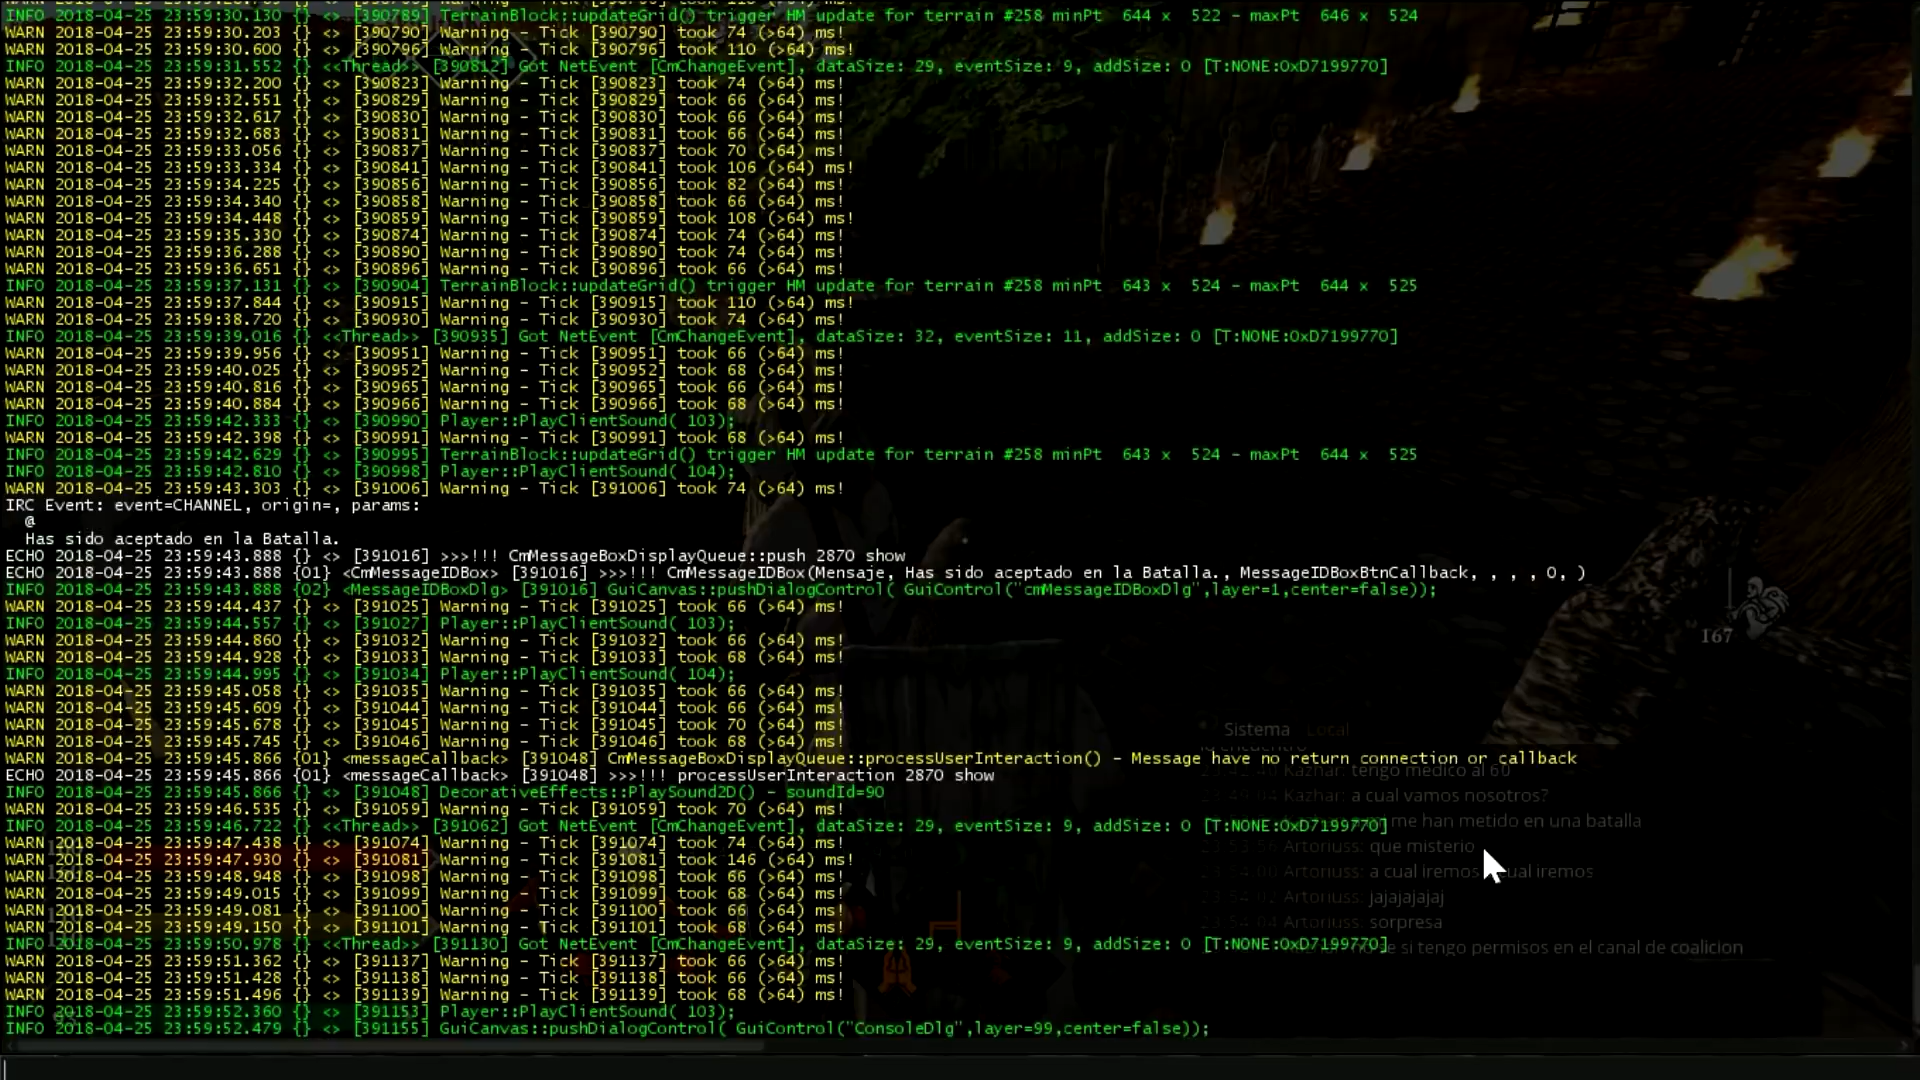 INFO 2018-04-25 23:59:30.130 {} <> [390789] TerrainBlock::updateGrid() trigger HM update for terrain #258 minPt 644 x 522 - maxPt 646 x 524
WARN 2018-04-25 23:59:30.203 {} <> [390790] Warning - Tick [390790] took 74 (>64) ms!
WARN 2018-04-25 23:59:30.600 {} <> [390796] Warning - Tick [390796] took 110 (>64) ms!
INFO 2018-04-25 23:59:31.552 {} <<Thread>> [390812] Got NetEvent [CmChangeEvent], dataSize: 29, eventSize: 9, addSize: 0 [T:NONE:0xD7199770]
WARN 2018-04-25 23:59:32.200 {} <> [390823] Warning - Tick [390823] took 74 (>64) ms!
WARN 2018-04-25 23:59:32.551 {} <> [390829] Warning - Tick [390829] took 66 (>64) ms!
WARN 2018-04-25 23:59:32.617 {} <> [390830] Warning - Tick [390830] took 66 (>64) ms!
WARN 2018-04-25 23:59:32.683 {} <> [390831] Warning - Tick [390831] took 66 (>64) ms!
WARN 2018-04-25 23:59:33.056 {} <> [390837] Warning - Tick [390837] took 70 (>64) ms!
WARN 2018-04-25 23:59:33.334 {} <> [390841] Warning - Tick [390841] took 106 (>64) ms!
WARN 2018-04-25 23:59:34.225 {} <> [390856] Warning - Tick [390856] took 82 (>64) ms!
WARN 2018-04-25 23:59:34.340 {} <> [390858] Warning - Tick [390858] took 66 (>64) ms!
WARN 2018-04-25 23:59:34.448 {} <> [390859] Warning - Tick [390859] took 108 (>64) ms!
WARN 2018-04-25 23:59:35.330 {} <> [390874] Warning - Tick [390874] took 74 (>64) ms!
WARN 2018-04-25 23:59:36.288 {} <> [390890] Warning - Tick [390890] took 74 (>64) ms!
WARN 2018-04-25 23:59:36.651 {} <> [390896] Warning - Tick [390896] took 66 (>64) ms!
INFO 2018-04-25 23:59:37.131 {} <> [390904] TerrainBlock::updateGrid() trigger HM update for terrain #258 minPt 643 x 524 - maxPt 644 x 525
WARN 2018-04-25 23:59:37.844 {} <> [390915] Warning - Tick [390915] took 110 (>64) ms!
WARN 2018-04-25 23:59:38.720 {} <> [390930] Warning - Tick [390930] took 74 (>64) ms!
INFO 2018-04-25 23:59:39.016 {} <<Thread>> [390935] Got NetEvent [CmChangeEvent], dataSize: 32, eventSize: 11, addSize: 0 [T:NONE:0xD7199770]
WARN 2018-04-25 23:59:39.956 {} <> [390951] Warning - Tick [390951] took 66 (>64) ms!
WARN 2018-04-25 23:59:40.025 {} <> [390952] Warning - Tick [390952] took 68 (>64) ms!
WARN 2018-04-25 23:59:40.816 {} <> [390965] Warning - Tick [390965] took 66 (>64) ms!
WARN 2018-04-25 23:59:40.884 {} <> [390966] Warning - Tick [390966] took 68 (>64) ms!
INFO 2018-04-25 23:59:42.333 {} <> [390990] Player::PlayClientSound( 103);
WARN 2018-04-25 23:59:42.398 {} <> [390991] Warning - Tick [390991] took 68 (>64) ms!
INFO 2018-04-25 23:59:42.629 {} <> [390995] TerrainBlock::updateGrid() trigger HM update for terrain #258 minPt 643 x 524 - maxPt 644 x 525
INFO 2018-04-25 23:59:42.810 {} <> [390998] Player::PlayClientSound( 104);
WARN 2018-04-25 23:59:43.303 {} <> [391006] Warning - Tick [391006] took 74 (>64) ms!
IRC Event: event=CHANNEL, origin=, params:
@
Has sido aceptado en la Batalla.
ECHO 2018-04-25 23:59:43.888 {} <> [391016] >>>!!! CmMessageBoxDisplayQueue::push 2870 show
ECHO 2018-04-25 23:59:43.888 {01} <CmMessageIDBox> [391016] >>>!!! CmMessageIDBox(Mensaje, Has sido aceptado en la Batalla., MessageIDBoxBtnCallback, , , , 0, )
INFO 2018-04-25 23:59:43.888 {02} <MessageIDBoxDlg> [391016] GuiCanvas::pushDialogControl( GuiControl("cmMessageIDBoxDlg",layer=1,center=false));
WARN 2018-04-25 23:59:44.437 {} <> [391025] Warning - Tick [391025] took 66 (>64) ms!
INFO 2018-04-25 23:59:44.557 {} <> [391027] Player::PlayClientSound( 103);
WARN 2018-04-25 23:59:44.860 {} <> [391032] Warning - Tick [391032] took 66 (>64) ms!
WARN 2018-04-25 23:59:44.928 {} <> [391033] Warning - Tick [391033] took 68 (>64) ms!
INFO 2018-04-25 23:59:44.995 {} <> [391034] Player::PlayClientSound( 104);
WARN 2018-04-25 23:59:45.058 {} <> [391035] Warning - Tick [391035] took 66 (>64) ms!
WARN 2018-04-25 23:59:45.609 {} <> [391044] Warning - Tick [391044] took 66 (>64) ms!
WARN 2018-04-25 23:59:45.678 {} <> [391045] Warning - Tick [391045] took 70 (>64) ms!
WARN 2018-04-25 23:59:45.745 {} <> [391046] Warning - Tick [391046] took 68 (>64) ms!
WARN 2018-04-25 23:59:45.866 {01} <messageCallback> [391048] CmMessageBoxDisplayQueue::processUserInteraction() - Message have no return connection or callback
ECHO 2018-04-25 23:59:45.866 {01} <messageCallback> [391048] >>>!!! processUserInteraction 2870 show
INFO 2018-04-25 23:59:45.866 {} <> [391048] DecorativeEffects::PlaySound2D() - soundId=90
WARN 2018-04-25 23:59:46.535 {} <> [391059] Warning - Tick [391059] took 70 (>64) ms!
INFO 2018-04-25 23:59:46.722 {} <<Thread>> [391062] Got NetEvent [CmChangeEvent], dataSize: 29, eventSize: 9, addSize: 0 [T:NONE:0xD7199770]
WARN 2018-04-25 23:59:47.438 {} <> [391074] Warning - Tick [391074] took 74 (>64) ms!
WARN 2018-04-25 23:59:47.930 {} <> [391081] Warning - Tick [391081] took 146 (>64) ms!
WARN 2018-04-25 23:59:48.948 {} <> [391098] Warning - Tick [391098] took 66 (>64) ms!
WARN 2018-04-25 23:59:49.015 {} <> [391099] Warning - Tick [391099] took 68 (>64) ms!
WARN 2018-04-25 23:59:49.081 {} <> [391100] Warning - Tick [391100] took 66 (>64) ms!
WARN 2018-04-25 23:59:49.150 {} <> [391101] Warning - Tick [391101] took 68 (>64) ms!
INFO 2018-04-25 23:59:50.978 {} <<Thread>> [391130] Got NetEvent [CmChangeEvent], dataSize: 29, eventSize: 9, addSize: 0 [T:NONE:0xD7199770]
WARN 2018-04-25 23:59:51.362 {} <> [391137] Warning - Tick [391137] took 66 (>64) ms!
WARN 2018-04-25 23:59:51.428 {} <> [391138] Warning - Tick [391138] took 66 (>64) ms!
WARN 2018-04-25 23:59:51.496 {} <> [391139] Warning - Tick [391139] took 68 (>64) ms!
INFO 2018-04-25 23:59:52.360 {} <> [391153] Player::PlayClientSound( 103);
INFO 2018-04-25 23:59:52.479 {} <> [391155] GuiCanvas::pushDialogControl( GuiControl("ConsoleDlg",layer=99,center=false));
167
Sistema Local
Kazhar: tengo medico al 60
Kazhar: a cual vamos nosotros?
me han metido en una batalla
Artoriuss: que misterio
Artoriuss: a cual iremos cual iremos
Artoriuss: jajajajaj
Artoriuss: sorpresa
si tengo permisos en el canal de coalicion